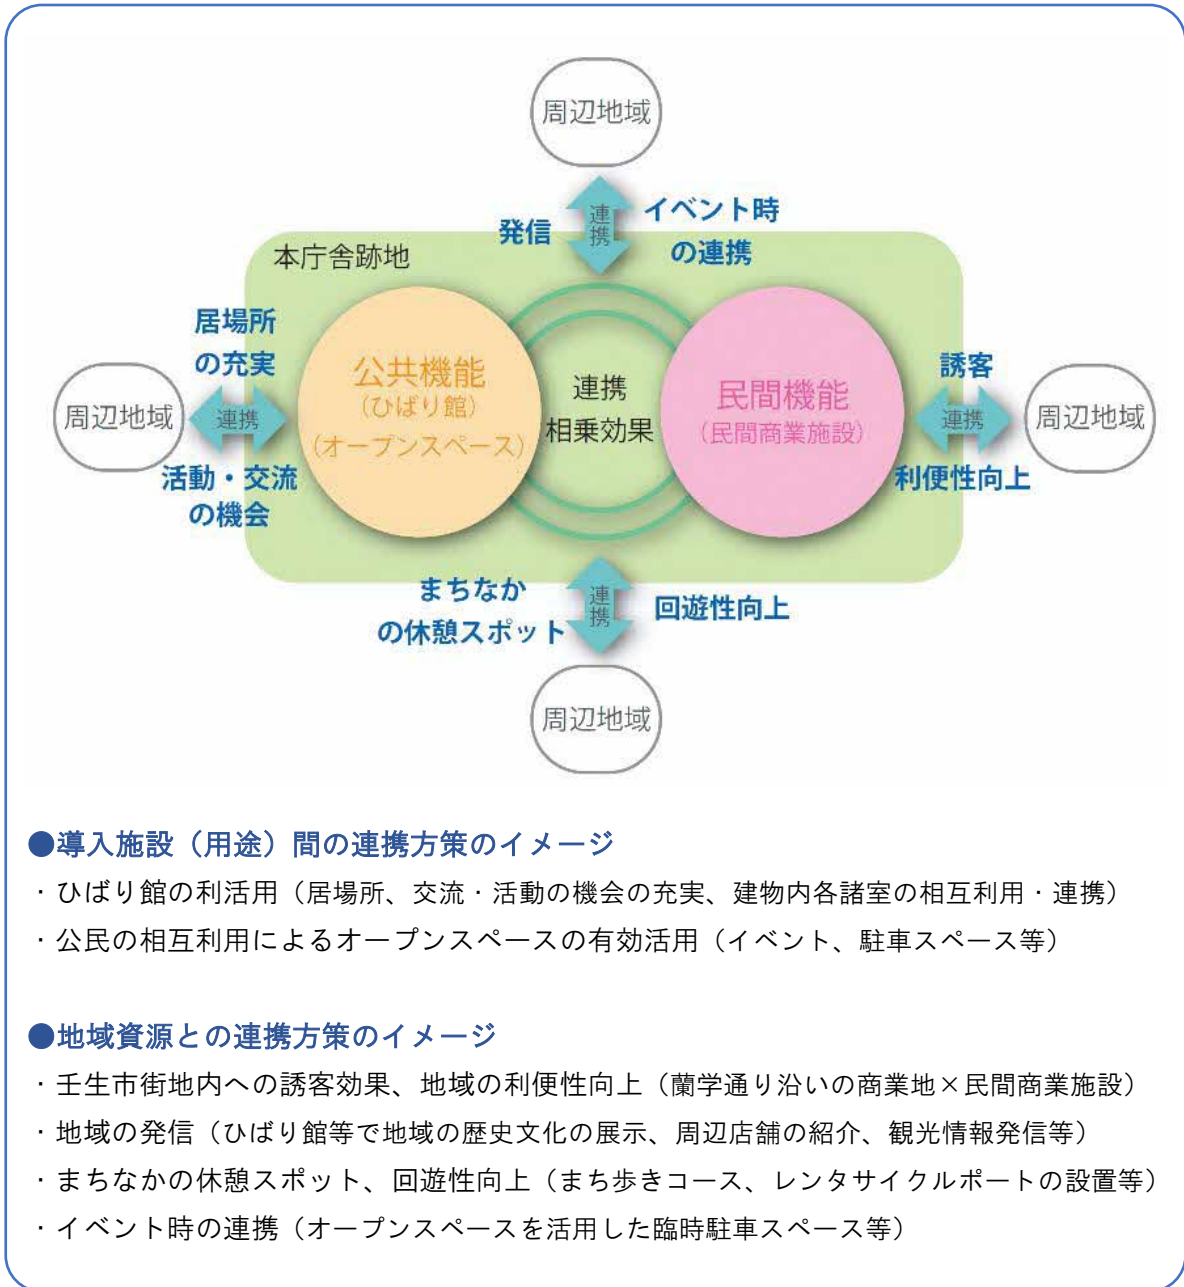 周辺地域
発信
連携
イベント時
の連携
本庁舎跡地
居場所
の充実
周辺地域
連携
活動・交流
の機会
公共機能
(ひばり館)
(オープンスペース)
連携
相乗効果
民間機能
(民間商業施設)
誘客
連携
利便性向上
周辺地域
まちなか
の休憩スポット
連携
回遊性向上
周辺地域
●導入施設（用途）間の連携方策のイメージ
・ひばり館の利活用（居場所、交流・活動の機会の充実、建物内各諸室の相互利用・連携）
・公民の相互利用によるオープンスペースの有効活用（イベント、駐車スペース等）
●地域資源との連携方策のイメージ
・壬生市街地内への誘客効果、地域の利便性向上（蘭学通り沿いの商業地×民間商業施設）
・地域の発信（ひばり館等で地域の歴史文化の展示、周辺店舗の紹介、観光情報発信等）
・まちなかの休憩スポット、回遊性向上（まち歩きコース、レンタサイクルポートの設置等）
・イベント時の連携（オープンスペースを活用した臨時駐車スペース等）